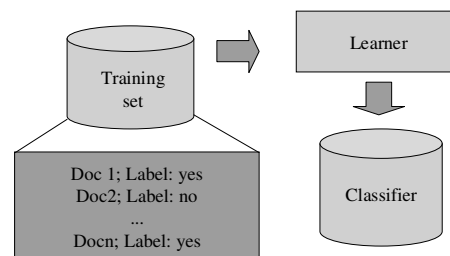 Training
set
Learner
Doc 1; Label: yes
Doc2; Label: no
...
Docn; Label: yes
Classifier